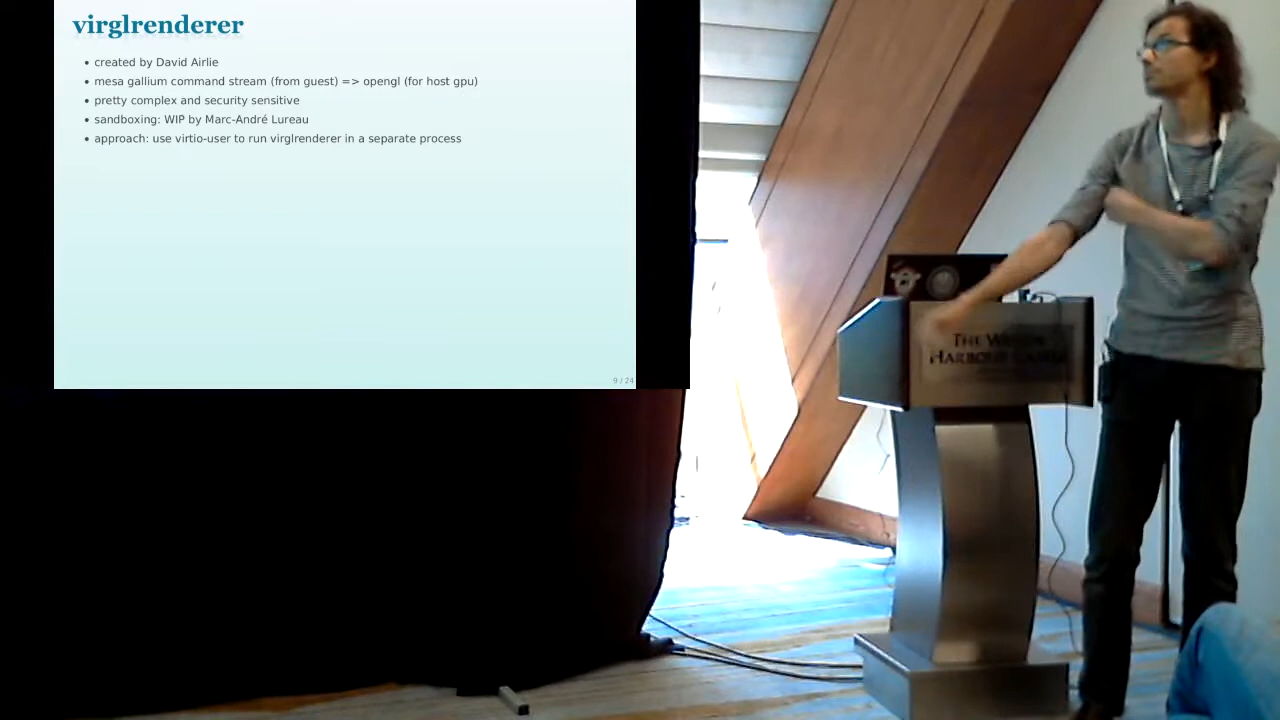 virglrenderer
• created by David Airlie
• mesa gallium command stream (from guest) => opengl (for host gpu)
• pretty complex and security sensitive
• sandboxing: WIP by Marc-André Lureau
• approach: use virtio-user to run virglrenderer in a separate process
9 / 24
THE
HARBOUR